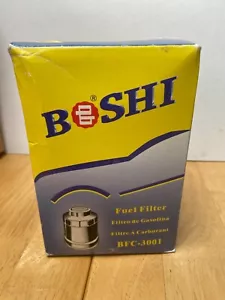 BOSHI
®
Fuel Filter
Filtro de Gasolina
Filtre A Carburant
BFC-3001